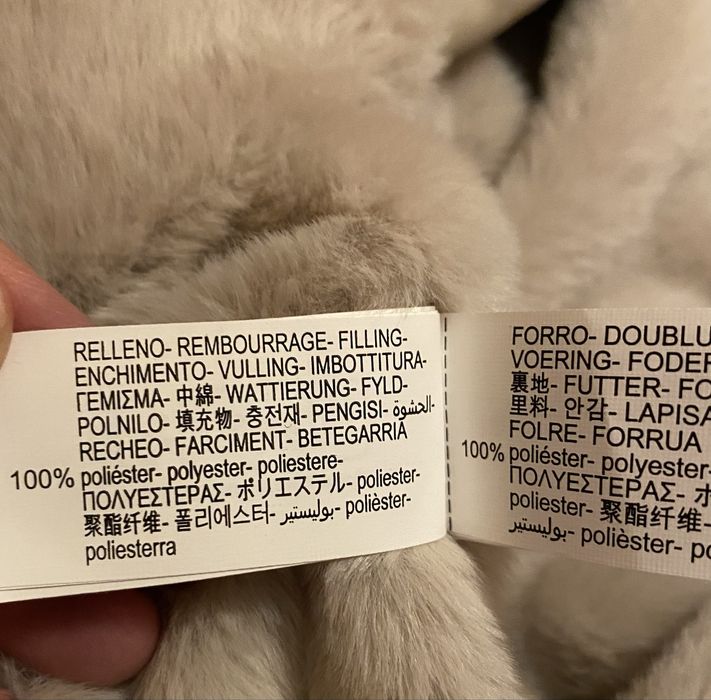 RELLENO- REMBOURRAGE- FILLING-
ENCHIMENTO- VULLING- IMBOTTITURA-
ΓΕΜΙΣΜΑ- 中綿- WATTIERUNG- FYLD-
POLNILO- 填充物- 충전재- PENGISI- الحشوة-
RECHEO- FARCIMENT- BETEGARRIA
100% poliéster- polyester- poliestere-
ΠΟΛΥΕΣΤΕΡΑΣ- ポリエステル- poliester-
聚酯纤维- 폴리에스터- بوليستير- polièster-
poliesterra
FORRO- DOUBLU
VOERING- FODER
裏地- FUTTER- FO
里料- 안감- LAPISA
FOLRE- FORRUA
100% poliéster- polyester-
ΠΟΛΥΕΣΤΕΡΑΣ-
poliester- 聚酯纤维-
بوليستير- polièster- po